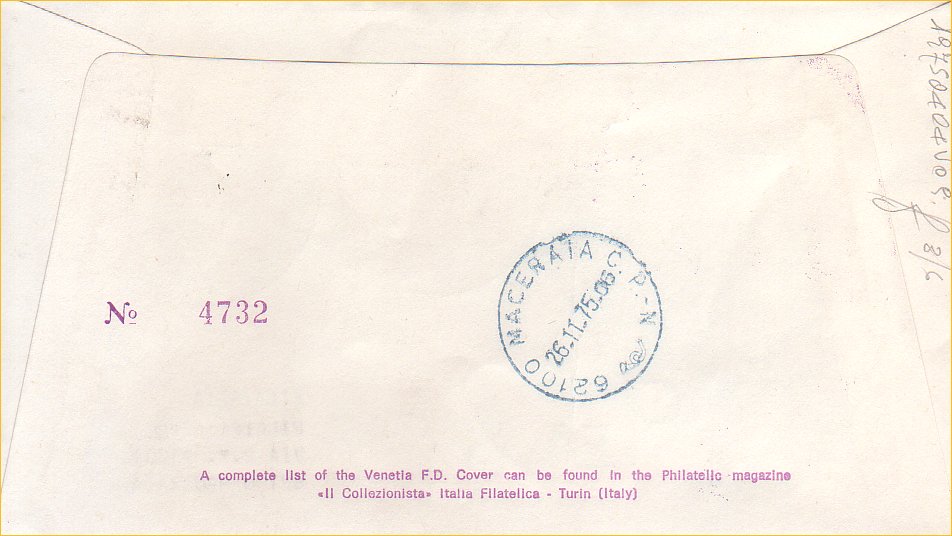 Nº 4732
MACERATA C.P.-N
26.11.75.06
62100
A complete list of the Venetia F.D. Cover can be found in the Philatelic magazine
«Il Collezionista» Italia Filatelica - Turin (Italy)